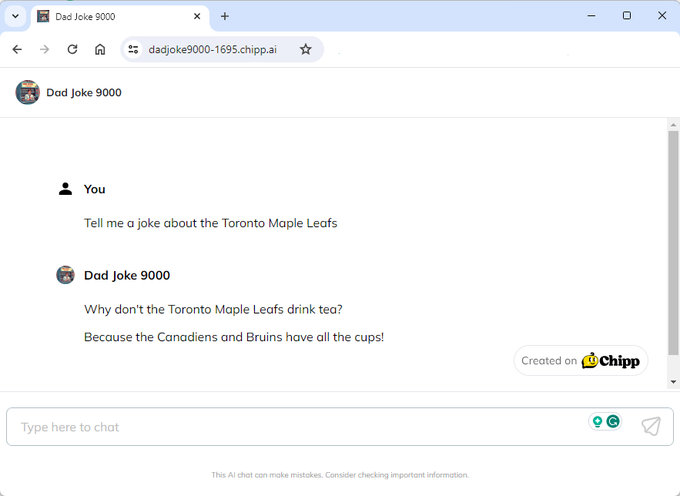 Dad Joke 9000
dadjoke9000-1695.chipp.ai
Dad Joke 9000
You
Tell me a joke about the Toronto Maple Leafs
Dad Joke 9000
Why don't the Toronto Maple Leafs drink tea?
Because the Canadiens and Bruins have all the cups!
Created on Chipp
Type here to chat
This AI chat can make mistakes. Consider checking important information.